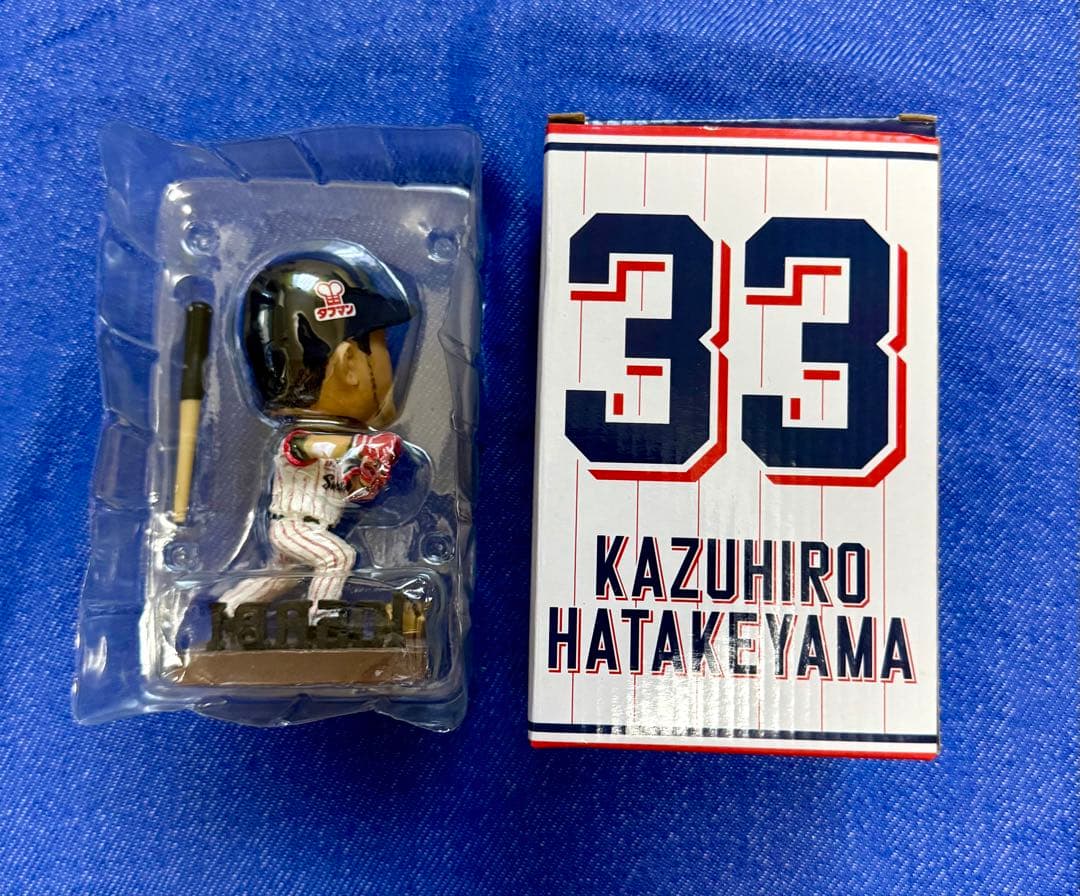 タフマン
33
KAZUHIRO
HATAKEYAMA